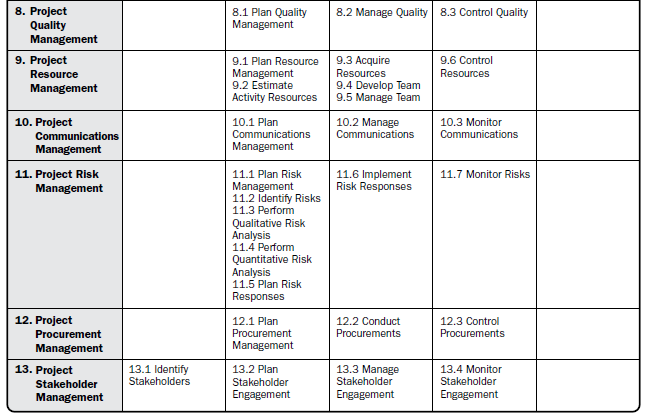 8. Project
Quality
Management
8.1 Plan Quality
Management
8.2 Manage Quality
8.3 Control Quality
9. Project
Resource
Management
9.1 Plan Resource
Management
9.2 Estimate
Activity Resources
9.3 Acquire
Resources
9.4 Develop Team
9.5 Manage Team
9.6 Control
Resources
10. Project
Communications
Management
10.1 Plan
Communications
Management
10.2 Manage
Communications
10.3 Monitor
Communications
11. Project Risk
Management
11.1 Plan Risk
Management
11.2 Identify Risks
11.3 Perform
Qualitative Risk
Analysis
11.4 Perform
Quantitative Risk
Analysis
11.5 Plan Risk
Responses
11.6 Implement
Risk Responses
11.7 Monitor Risks
12. Project
Procurement
Management
12.1 Plan
Procurement
Management
12.2 Conduct
Procurements
12.3 Control
Procurements
13. Project
Stakeholder
Management
13.1 Identify
Stakeholders
13.2 Plan
Stakeholder
Engagement
13.3 Manage
Stakeholder
Engagement
13.4 Monitor
Stakeholder
Engagement